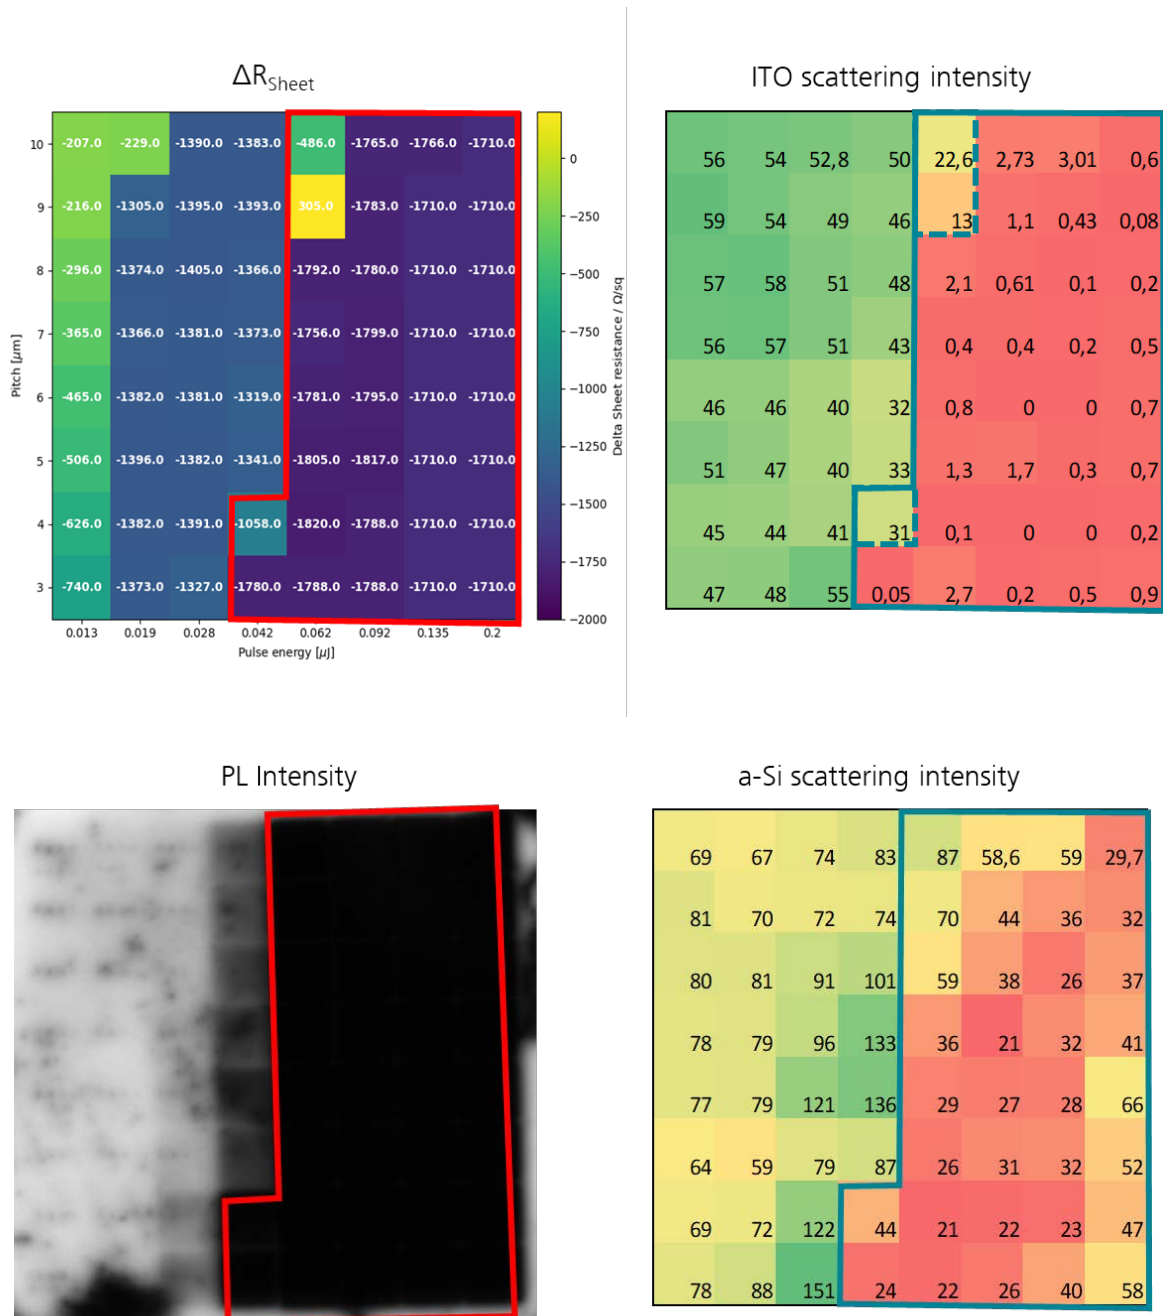 ΔR_Sheet
10 -207.0 -229.0 -1390.0 -1383.0 -486.0 -1765.0 -1766.0 -1710.0
9 -216.0 -1305.0 -1395.0 -1393.0 305.0 -1783.0 -1710.0 -1710.0
8 -296.0 -1374.0 -1405.0 -1366.0 -1792.0 -1780.0 -1710.0 -1710.0
7 -365.0 -1366.0 -1381.0 -1373.0 -1756.0 -1799.0 -1710.0 -1710.0
6 -465.0 -1382.0 -1381.0 -1319.0 -1781.0 -1795.0 -1710.0 -1710.0
5 -506.0 -1396.0 -1382.0 -1341.0 -1805.0 -1817.0 -1710.0 -1710.0
4 -626.0 -1382.0 -1391.0 -1058.0 -1820.0 -1788.0 -1710.0 -1710.0
3 -740.0 -1373.0 -1327.0 -1780.0 -1788.0 -1788.0 -1710.0 -1710.0
0.013 0.019 0.028 0.042 0.062 0.092 0.135 0.2
Pulse energy [μJ]
Pitch [μm]
0
−250
−500
−750
−1000
−1250
−1500
−1750
−2000
Delta Sheet resistance / Ω/sq
ITO scattering intensity
56 54 52,8 50 22,6 2,73 3,01 0,6
59 54 49 46 13 1,1 0,43 0,08
57 58 51 48 2,1 0,61 0,1 0,2
56 57 51 43 0,4 0,4 0,2 0,5
46 46 40 32 0,8 0 0 0,7
51 47 40 33 1,3 1,7 0,3 0,7
45 44 41 31 0,1 0 0 0,2
47 48 55 0,05 2,7 0,2 0,5 0,9
PL Intensity
a-Si scattering intensity
69 67 74 83 87 58,6 59 29,7
81 70 72 74 70 44 36 32
80 81 91 101 59 38 26 37
78 79 96 133 36 21 32 41
77 79 121 136 29 27 28 66
64 59 79 87 26 31 32 52
69 72 122 44 21 22 23 47
78 88 151 24 22 26 40 58